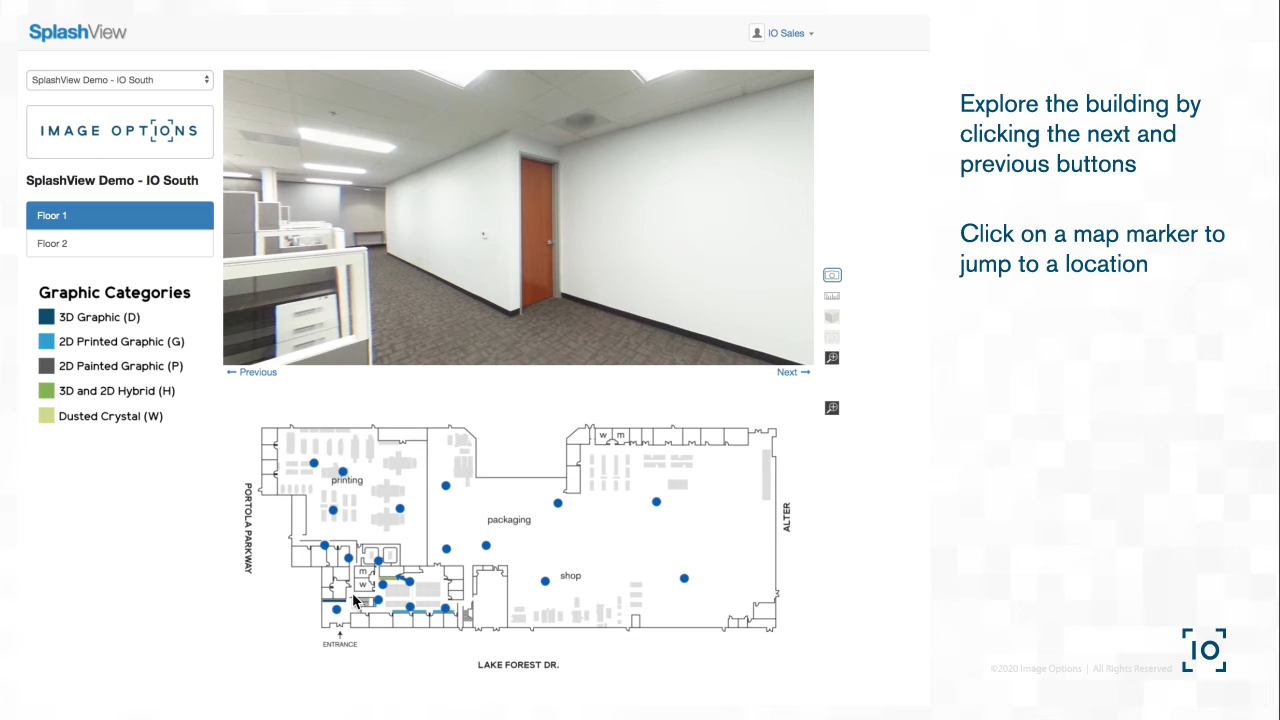 SplashView
IO Sales
SplashView Demo - IO South
IMAGE OPTIONS
SplashView Demo - IO South
Floor 1
Floor 2
Graphic Categories
3D Graphic (D)
2D Printed Graphic (G)
2D Painted Graphic (P)
3D and 2D Hybrid (H)
Dusted Crystal (W)
← Previous
Next →
Explore the building by
clicking the next and
previous buttons
Click on a map marker to
jump to a location
w m
printing
packaging
shop
m
w
PORTOLA PARKWAY
ALTER
ENTRANCE
LAKE FOREST DR.
©2020 Image Options | All Rights Reserved
IO